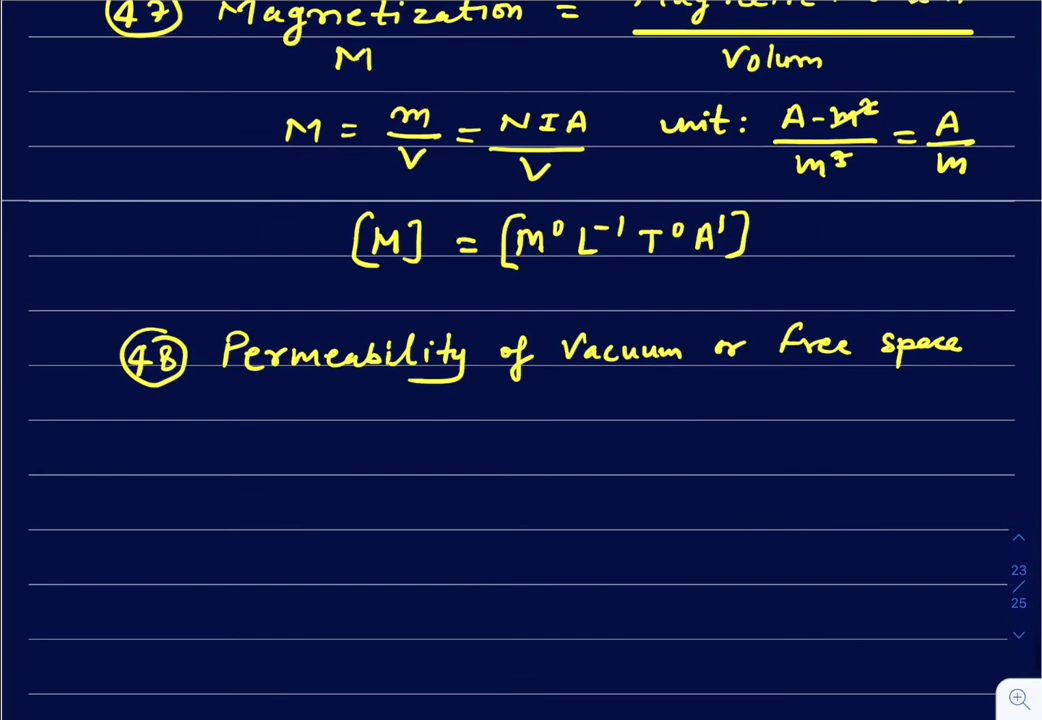 47 Magnetization =
M Volum
M = m/V = NIA/V unit: A-m²/m³ = A/m
[M] = [M⁰ L⁻¹ T⁰ A¹]
48 Permeability of Vacuum or free space
23
/
25